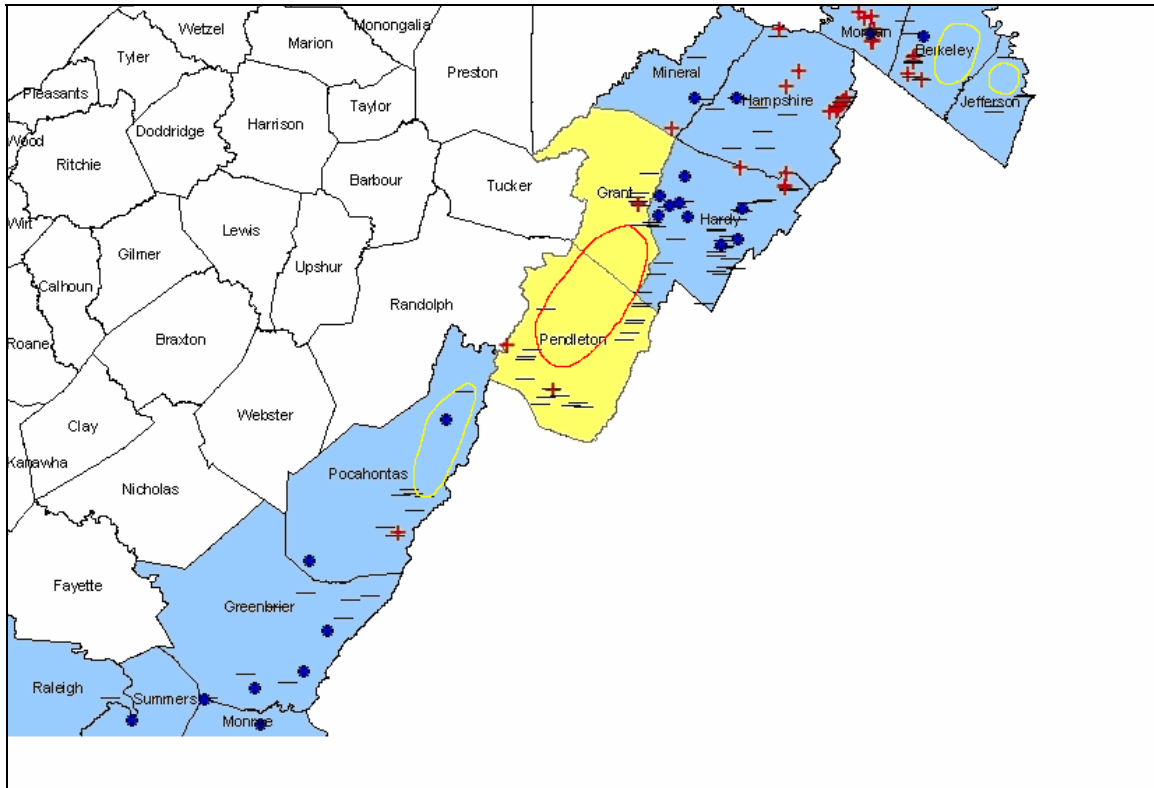 Wetzel
Monongalia
Marion
Tyler
Preston
Morgan
Berkeley
Mineral
Pleasants
Taylor
Hampshire
Jefferson
Doddridge
Harrison
Wood
Ritchie
Barbour
Tucker
Grant
Wirt
Lewis
Hardy
Gilmer
Upshur
Calhoun
Randolph
Roane
Braxton
Pendleton
Webster
Clay
Kanawha
Pocahontas
Nicholas
Fayette
Greenbrier
Raleigh
Summers
Monroe